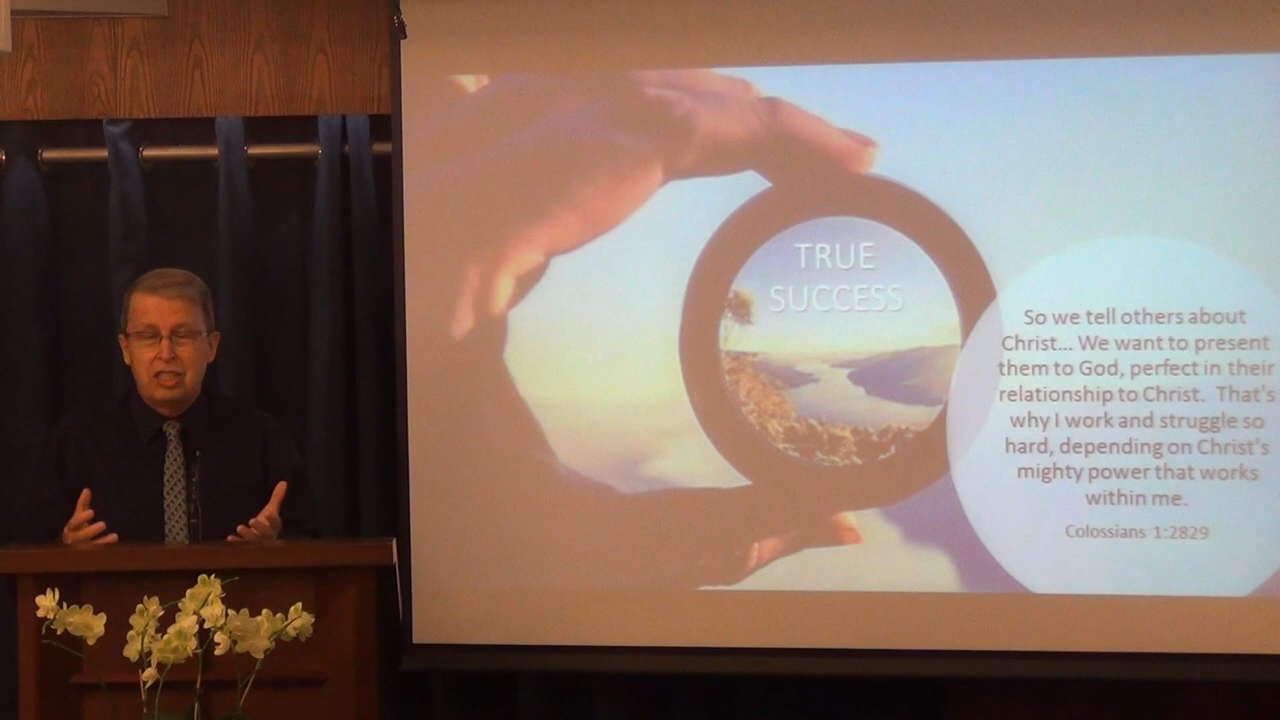 TRUE
SUCCESS
So we tell others about
Christ... We want to present
them to God, perfect in their
relationship to Christ. That's
why I work and struggle so
hard, depending on Christ's
mighty power that works
within me.
Colossians 1:2829